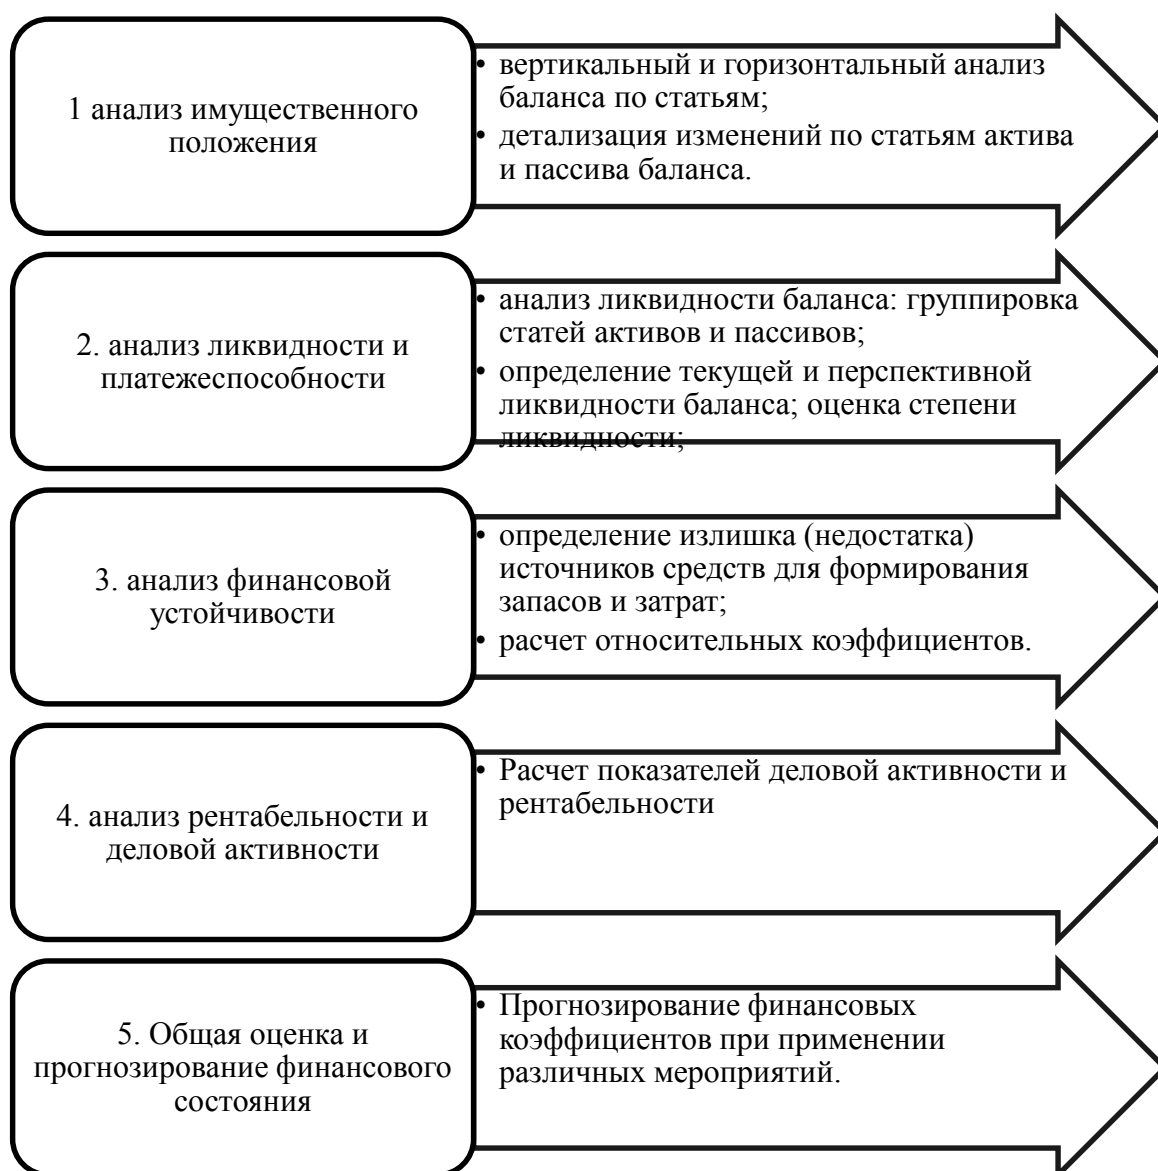 1 анализ имущественного
положения
• вертикальный и горизонтальный анализ
баланса по статьям;
• детализация изменений по статьям актива
и пассива баланса.
2. анализ ликвидности и
платежеспособности
• анализ ликвидности баланса: группировка
статей активов и пассивов;
• определение текущей и перспективной
ликвидности баланса; оценка степени
ликвидности;
3. анализ финансовой
устойчивости
• определение излишка (недостатка)
источников средств для формирования
запасов и затрат;
• расчет относительных коэффициентов.
4. анализ рентабельности и
деловой активности
• Расчет показателей деловой активности и
рентабельности
5. Общая оценка и
прогнозирование финансового
состояния
• Прогнозирование финансовых
коэффициентов при применении
различных мероприятий.